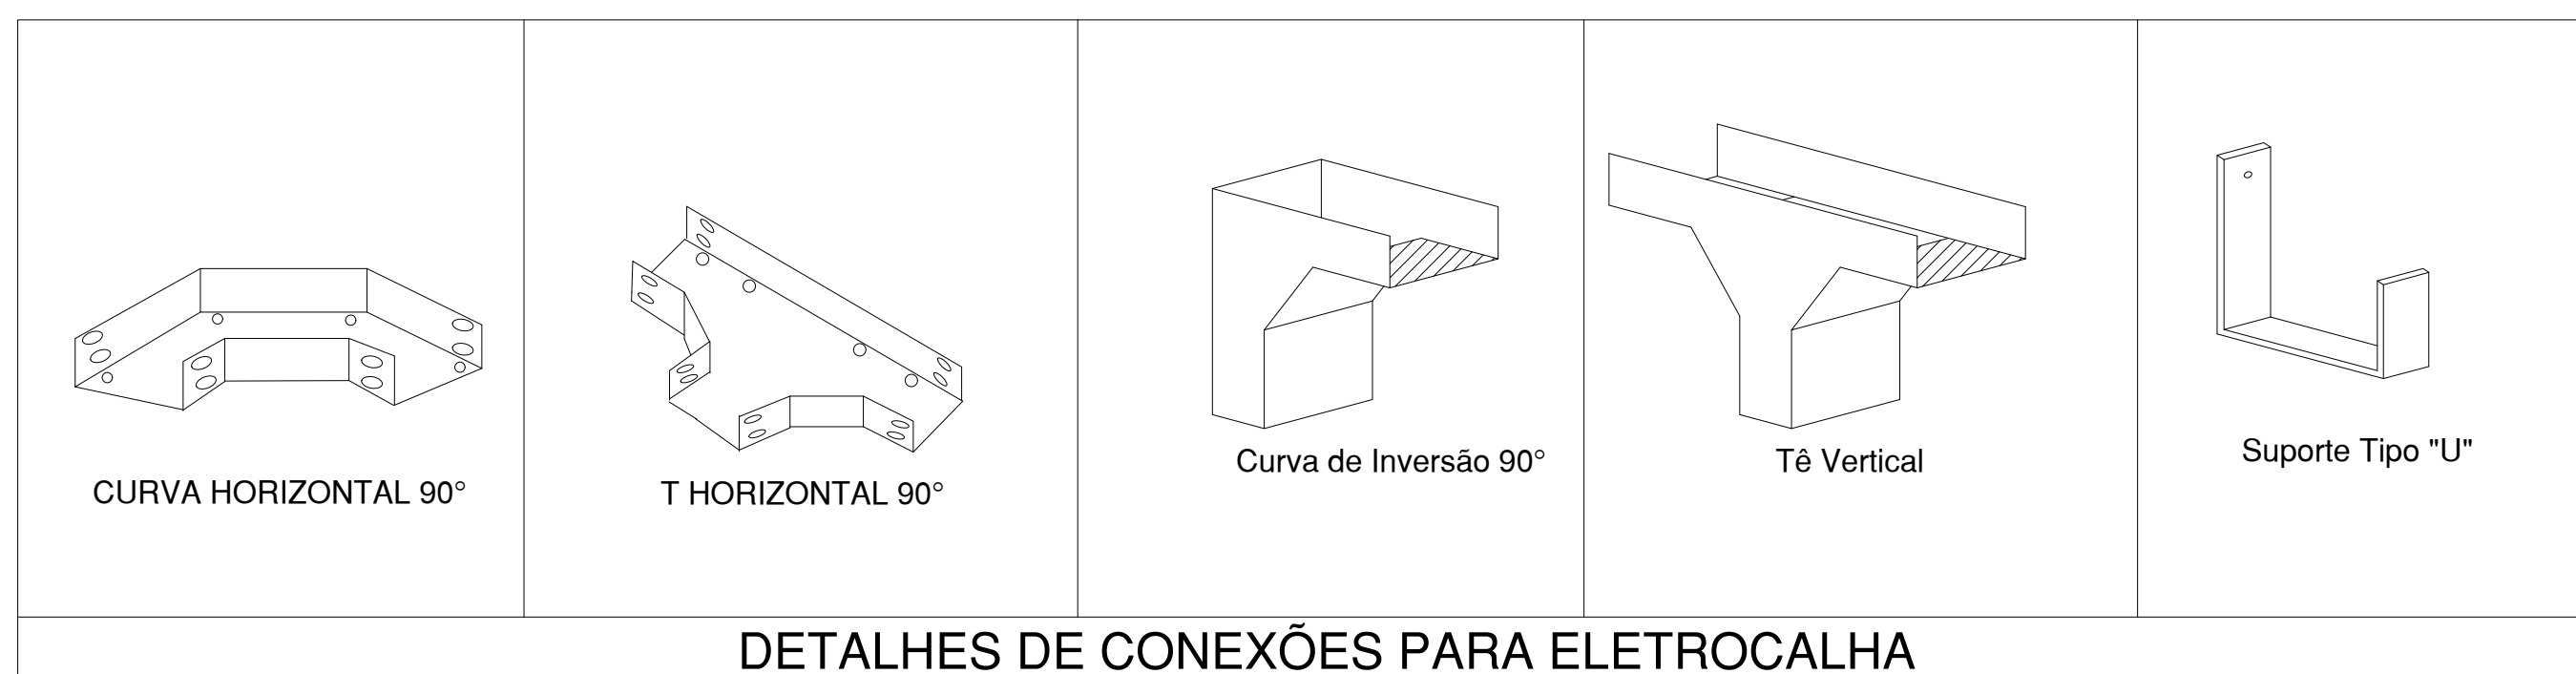 CURVA HORIZONTAL 90°
T HORIZONTAL 90°
Curva de Inversão 90°
Tê Vertical
Suporte Tipo "U"
DETALHES DE CONEXÕES PARA ELETROCALHA